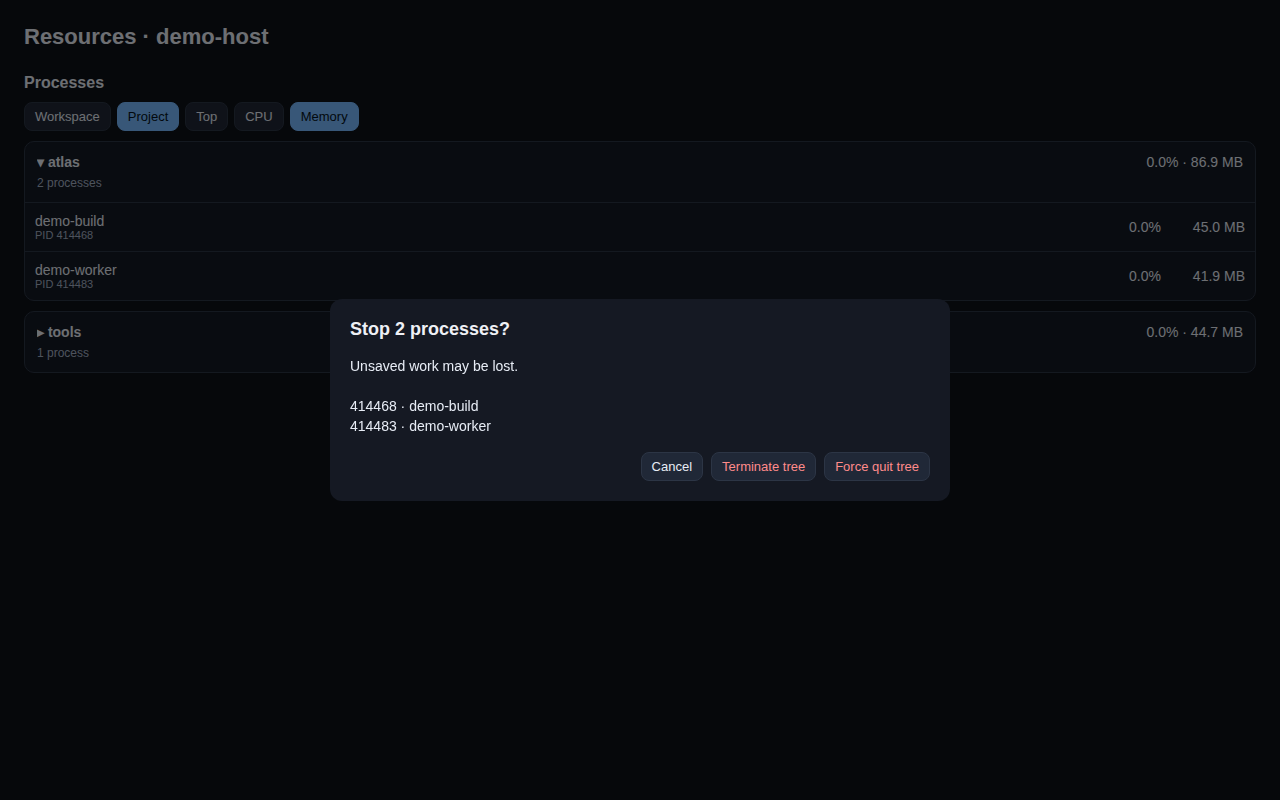 Resources · demo-host
Processes
Workspace Project Top CPU Memory
▾ atlas 0.0% · 86.9 MB
2 processes
demo-build 0.0% 45.0 MB
PID 414468
demo-worker 0.0% 41.9 MB
PID 414483
▸ tools 0.0% · 44.7 MB
1 process
Stop 2 processes?
Unsaved work may be lost.
414468 · demo-build
414483 · demo-worker
Cancel Terminate tree Force quit tree